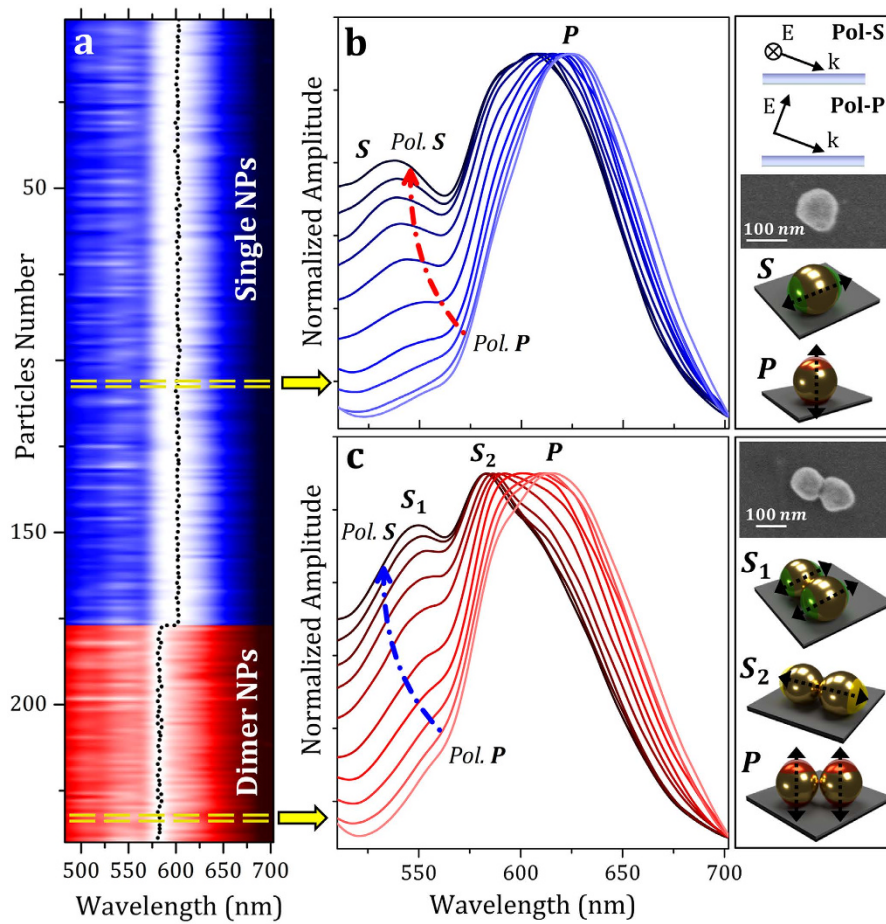 a
Single NPs
Dimer NPs
Particles Number
50
150
200
500 550 600 650 700
Wavelength (nm)
b
P
S
Pol. S
Pol. P
Normalized Amplitude
c
S2
P
S1
Pol. S
Pol. P
Normalized Amplitude
550 600 650 700
Wavelength (nm)
E
Pol-S
k
Pol-P
E
k
100 nm
S
P
100 nm
S1
S2
P